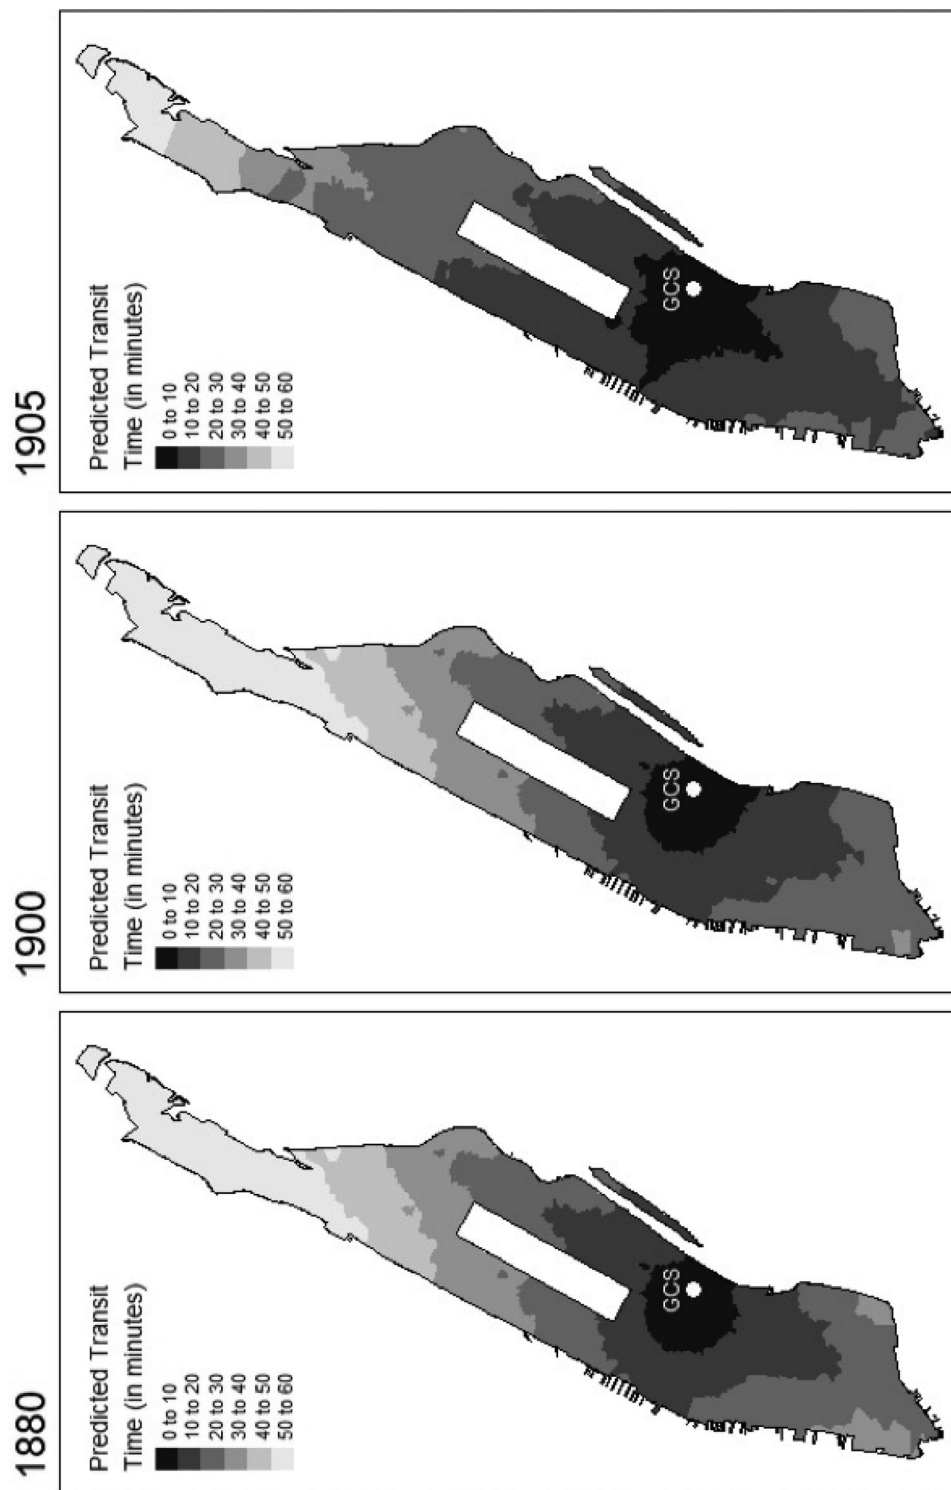 1880
Predicted Transit
Time (in minutes)
0 to 10
10 to 20
20 to 30
30 to 40
40 to 50
50 to 60
GCS
1900
Predicted Transit
Time (in minutes)
0 to 10
10 to 20
20 to 30
30 to 40
40 to 50
50 to 60
GCS
1905
Predicted Transit
Time (in minutes)
0 to 10
10 to 20
20 to 30
30 to 40
40 to 50
50 to 60
GCS